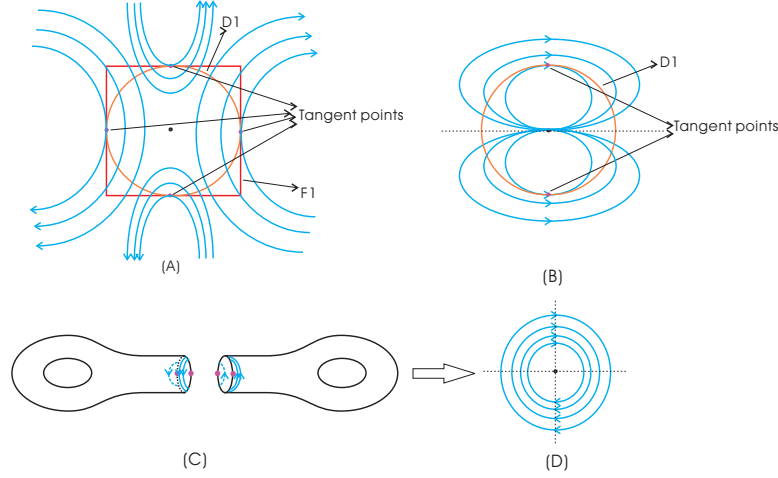 D1
Tangent points
F1
(A)
D1
Tangent points
(B)
(C)
(D)